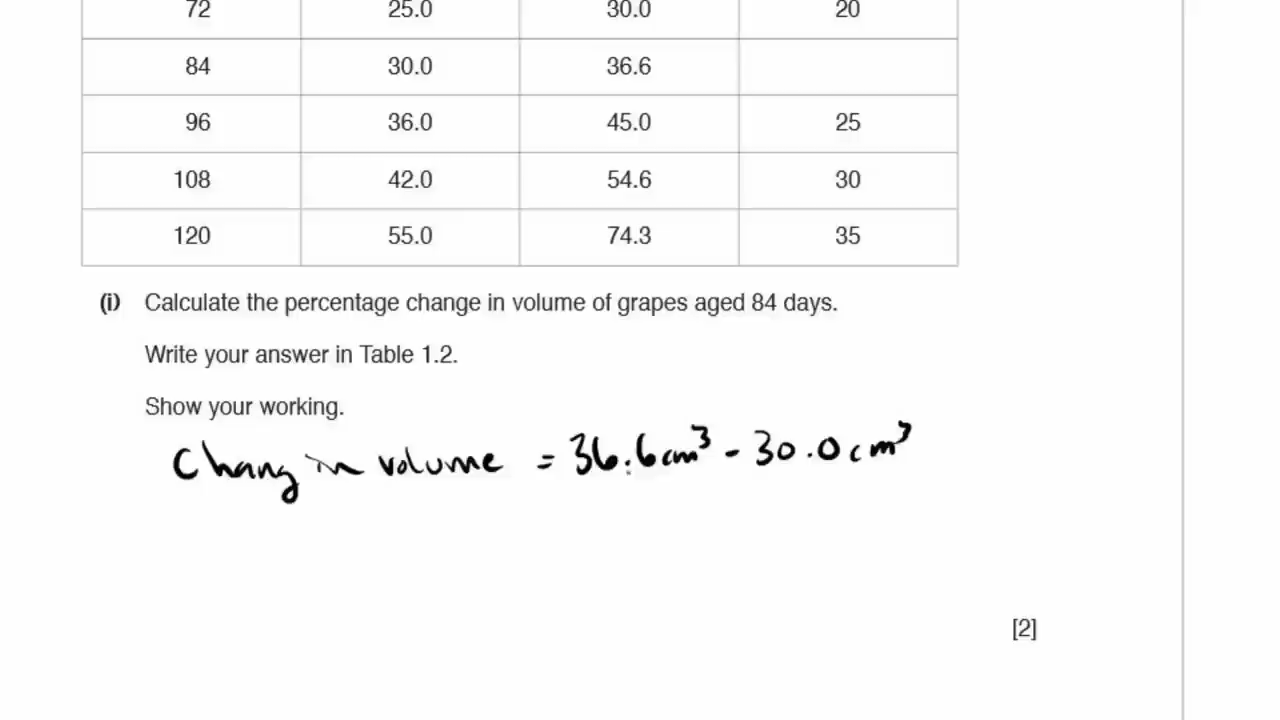 72 25.0 30.0 20
84 30.0 36.6
96 36.0 45.0 25
108 42.0 54.6 30
120 55.0 74.3 35
(i) Calculate the percentage change in volume of grapes aged 84 days.
Write your answer in Table 1.2.
Show your working.
Chang in volume = 36.6cm³ - 30.0cm³
[2]